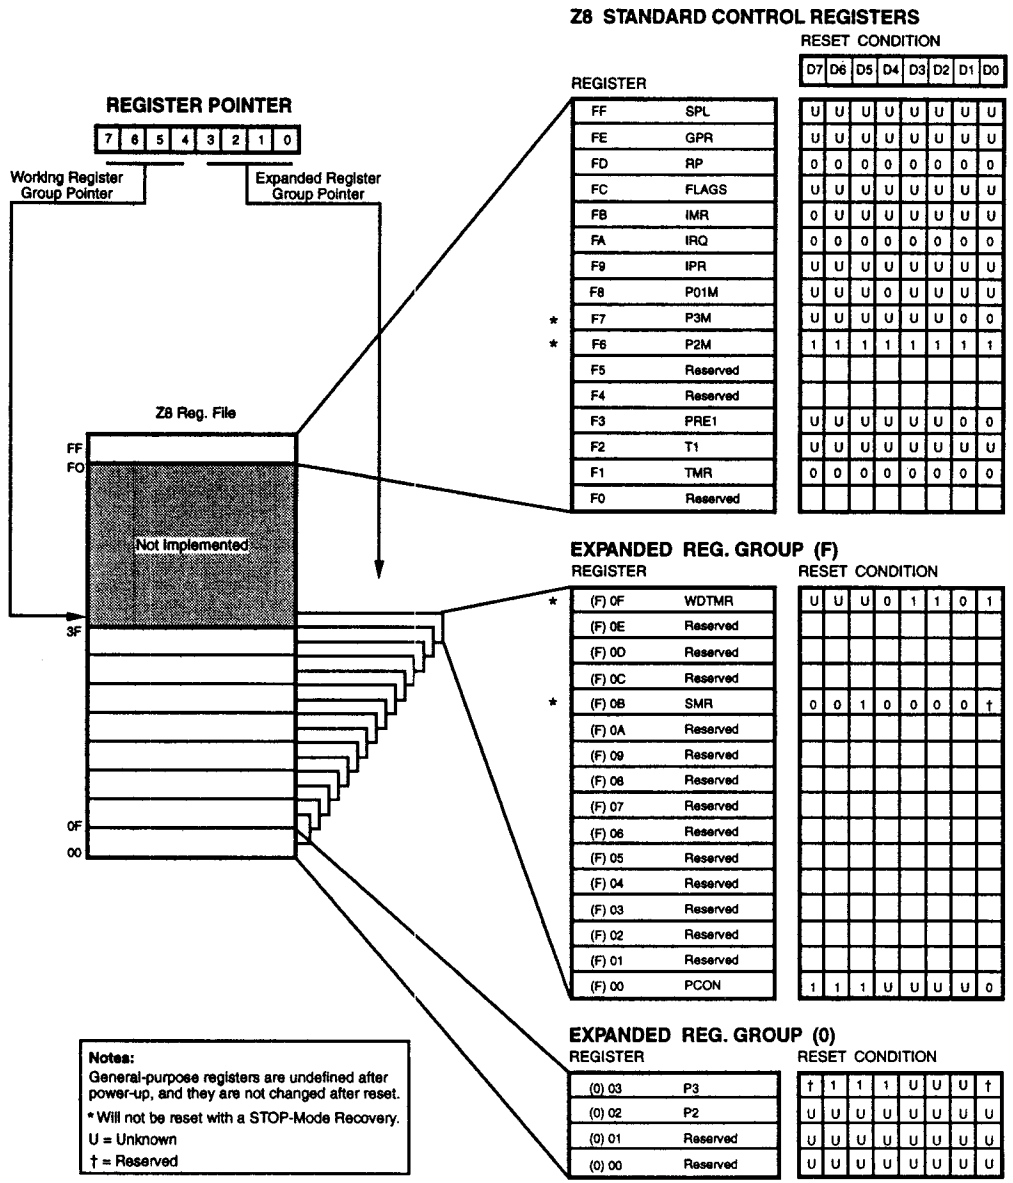 Z8 STANDARD CONTROL REGISTERS
RESET CONDITION
D7 D6 D5 D4 D3 D2 D1 D0
REGISTER
FF SPL U U U U U U U U
FE GPR U U U U U U U U
FD RP 0 0 0 0 0 0 0 0
FC FLAGS U U U U U U U U
FB IMR 0 U U U U U U U
FA IRQ 0 0 0 0 0 0 0 0
F9 IPR U U U U U U U U
F8 P01M U U U 0 U U U U
* F7 P3M U U U U U U 0 0
* F6 P2M 1 1 1 1 1 1 1 1
F5 Reserved
F4 Reserved
F3 PRE1 U U U U U U 0 0
F2 T1 U U U U U U U U
F1 TMR 0 0 0 0 0 0 0 0
F0 Reserved
REGISTER POINTER
7 6 5 4 3 2 1 0
Working Register
Group Pointer
Expanded Register
Group Pointer
Z8 Reg. File
FF
F0
Not Implemented
3F
0F
00
EXPANDED REG. GROUP (F)
REGISTER RESET CONDITION
* (F) 0F WDTMR U U U 0 1 1 0 1
(F) 0E Reserved
(F) 0D Reserved
(F) 0C Reserved
* (F) 0B SMR 0 0 1 0 0 0 0 †
(F) 0A Reserved
(F) 09 Reserved
(F) 08 Reserved
(F) 07 Reserved
(F) 06 Reserved
(F) 05 Reserved
(F) 04 Reserved
(F) 03 Reserved
(F) 02 Reserved
(F) 01 Reserved
(F) 00 PCON 1 1 1 U U U U 0
EXPANDED REG. GROUP (0)
REGISTER RESET CONDITION
(0) 03 P3 † 1 1 1 U U U †
(0) 02 P2 U U U U U U U U
(0) 01 Reserved U U U U U U U U
(0) 00 Reserved U U U U U U U U
Notes:
General-purpose registers are undefined after
power-up, and they are not changed after reset.
* Will not be reset with a STOP-Mode Recovery.
U = Unknown
† = Reserved